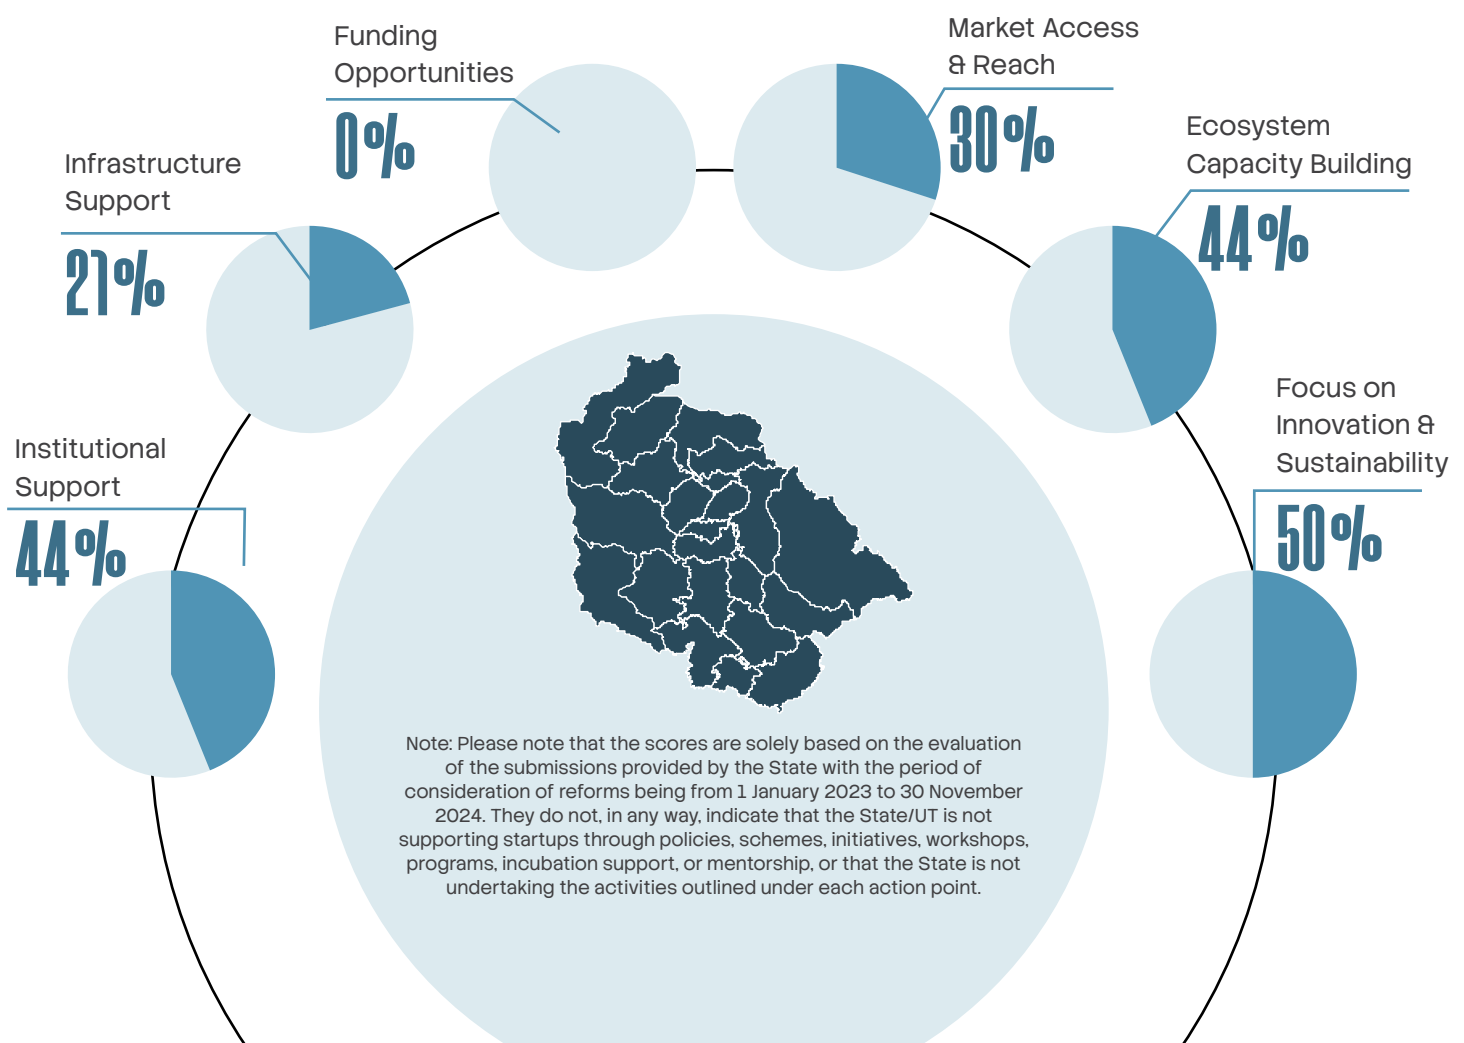 Funding
Opportunities
0%
Market Access
& Reach
30%
Infrastructure
Support
21%
Ecosystem
Capacity Building
44%
Institutional
Support
44%
Focus on
Innovation &
Sustainability
50%
Note: Please note that the scores are solely based on the evaluation
of the submissions provided by the State with the period of
consideration of reforms being from 1 January 2023 to 30 November
2024. They do not, in any way, indicate that the State/UT is not
supporting startups through policies, schemes, initiatives, workshops,
programs, incubation support, or mentorship, or that the State is not
undertaking the activities outlined under each action point.